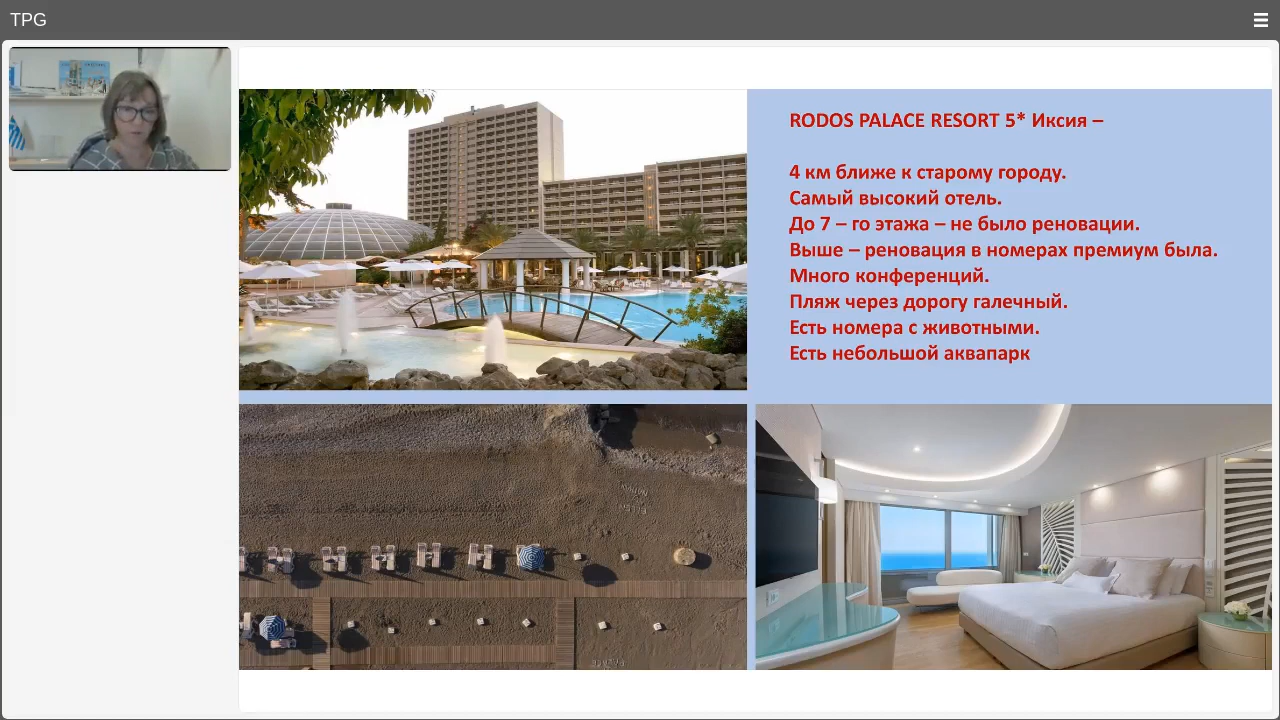 TPG
RODOS PALACE RESORT 5* Иксия –
4 км ближе к старому городу.
Самый высокий отель.
До 7 – го этажа – не было реновации.
Выше – реновация в номерах премиум была.
Много конференций.
Пляж через дорогу галечный.
Есть номера с животными.
Есть небольшой аквапарк